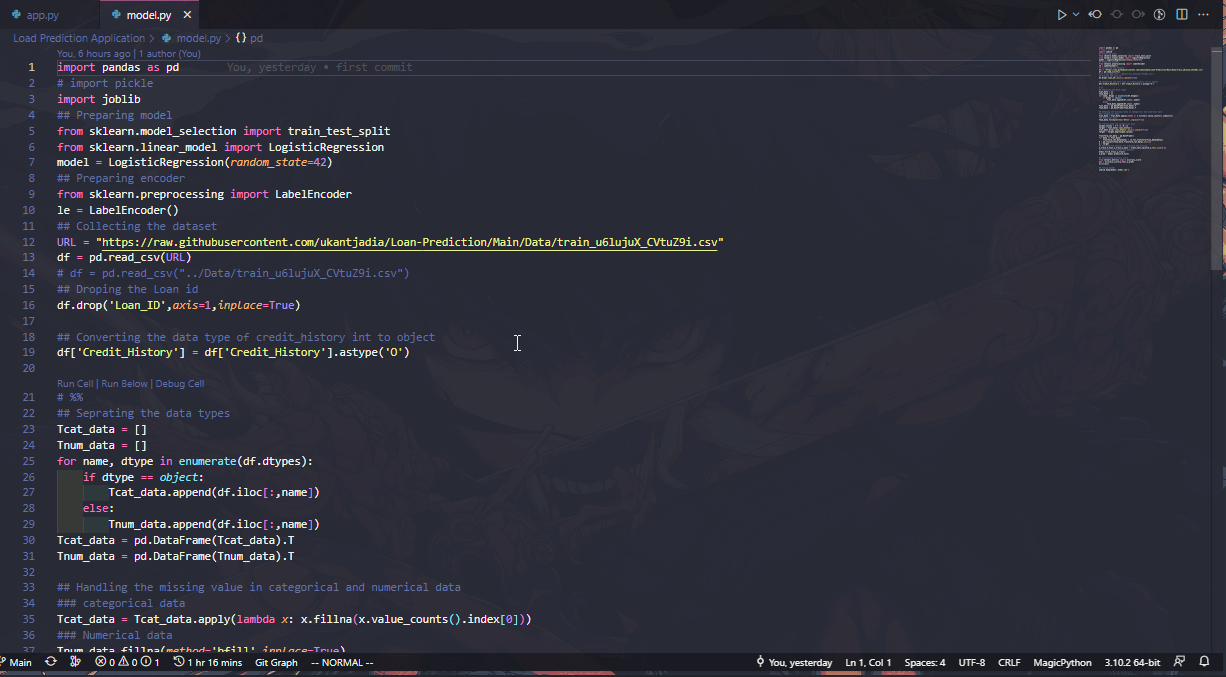 app.py model.py
Load Prediction Application > model.py > {} pd
You, 6 hours ago | 1 author (You)
1 import pandas as pd You, yesterday • first commit
2 # import pickle
3 import joblib
4 ## Preparing model
5 from sklearn.model_selection import train_test_split
6 from sklearn.linear_model import LogisticRegression
7 model = LogisticRegression(random_state=42)
8 ## Preparing encoder
9 from sklearn.preprocessing import LabelEncoder
10 le = LabelEncoder()
11 ## Collecting the dataset
12 URL = "https://raw.githubusercontent.com/ukantjadia/Loan-Prediction/Main/Data/train_u6lujuX_CVtuZ9i.csv"
13 df = pd.read_csv(URL)
14 # df = pd.read_csv("../Data/train_u6lujuX_CVtuZ9i.csv")
15 ## Droping the Loan id
16 df.drop('Loan_ID',axis=1,inplace=True)
17
18 ## Converting the data type of credit_history int to object
19 df['Credit_History'] = df['Credit_History'].astype('O')
20
Run Cell | Run Below | Debug Cell
21 # %%
22 ## Seprating the data types
23 Tcat_data = []
24 Tnum_data = []
25 for name, dtype in enumerate(df.dtypes):
26 if dtype == object:
27 Tcat_data.append(df.iloc[:,name])
28 else:
29 Tnum_data.append(df.iloc[:,name])
30 Tcat_data = pd.DataFrame(Tcat_data).T
31 Tnum_data = pd.DataFrame(Tnum_data).T
32
33 ## Handling the missing value in categorical and numerical data
34 ### categorical data
35 Tcat_data = Tcat_data.apply(lambda x: x.fillna(x.value_counts().index[0]))
36 ### Numerical data
37 Tnum_data.fillna(method='bfill',inplace=True)
Main 0 0 1 1 hr 16 mins Git Graph -- NORMAL -- You, yesterday Ln 1, Col 1 Spaces: 4 UTF-8 CRLF MagicPython 3.10.2 64-bit